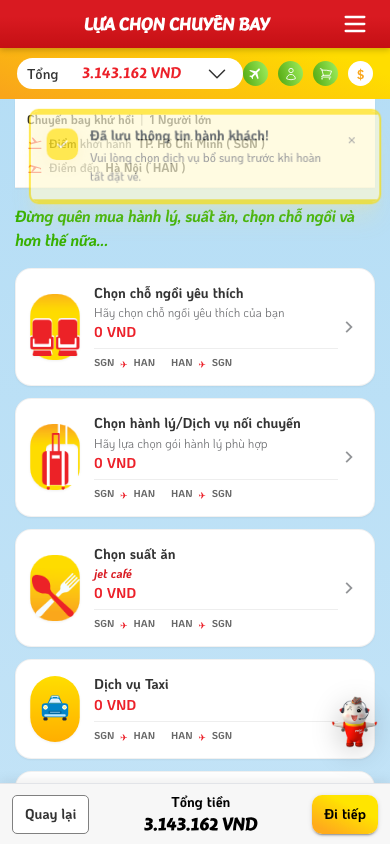 LỰA CHỌN CHUYẾN BAY
Tổng 3.143.162 VND
$
Chuyến bay khứ hồi | 1 Người lớn
Đã lưu thông tin hành khách!
Điểm khởi hành TP. Hồ Chí Minh ( SGN )
Vui lòng chọn dịch vụ bổ sung trước khi hoàn
tất đặt vé.
Điểm đến Hà Nội ( HAN )
Đừng quên mua hành lý, suất ăn, chọn chỗ ngồi và
hơn thế nữa...
Chọn chỗ ngồi yêu thích
Hãy chọn chỗ ngồi yêu thích của bạn
0 VND
SGN HAN HAN SGN
Chọn hành lý/Dịch vụ nối chuyến
Hãy lựa chọn gói hành lý phù hợp
0 VND
SGN HAN HAN SGN
Chọn suất ăn
jet café
0 VND
SGN HAN HAN SGN
Dịch vụ Taxi
0 VND
SGN HAN HAN SGN
Quay lại
Tổng tiền
3.143.162 VND
Đi tiếp